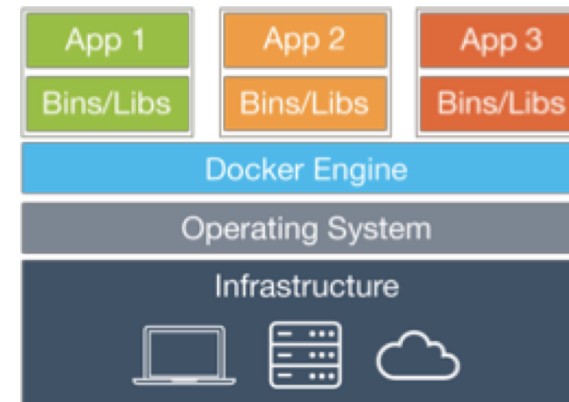 App 1
App 2
App 3
Bins/Libs
Bins/Libs
Bins/Libs
Docker Engine
Operating System
Infrastructure